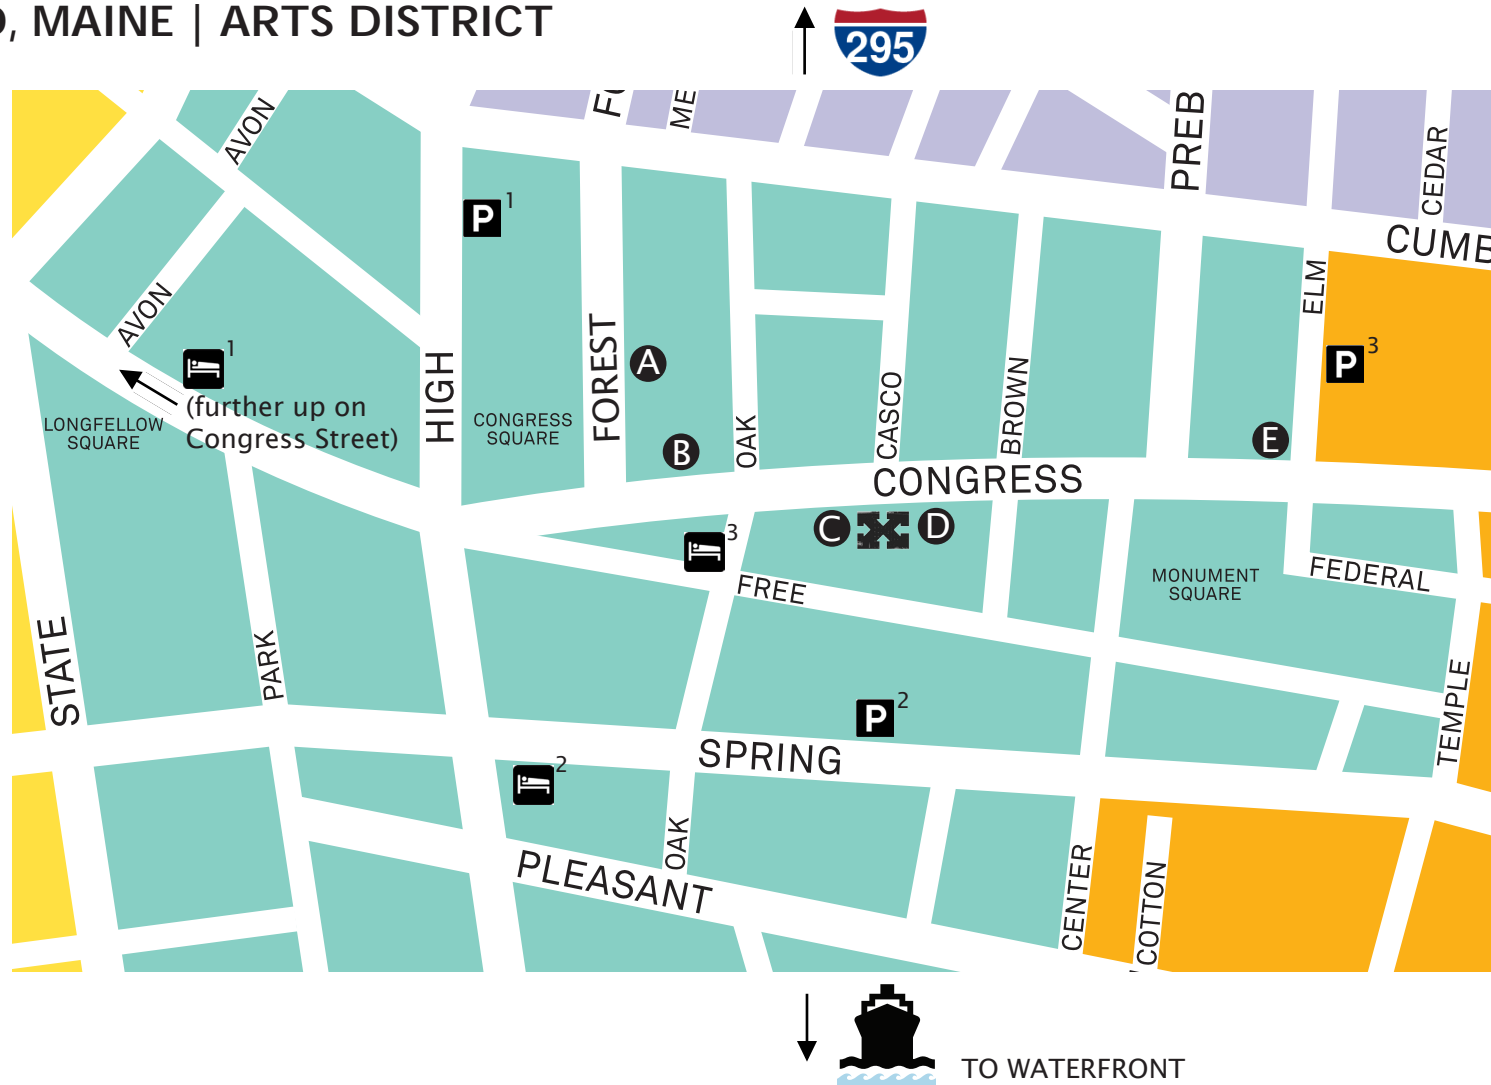 , MAINE | ARTS DISTRICT
295
AVON
PREB
CEDAR
CUMB
P 1
ELM
AVON
FOREST
A
P 3
1
HIGH
(further up on
Congress Street)
LONGFELLOW
SQUARE
CONGRESS
SQUARE
B
OAK
CASCO
BROWN
E
CONGRESS
C
D
3
FREE
MONUMENT
SQUARE
FEDERAL
STATE
PARK
P 2
TEMPLE
SPRING
2
OAK
PLEASANT
CENTER
COTTON
TO WATERFRONT